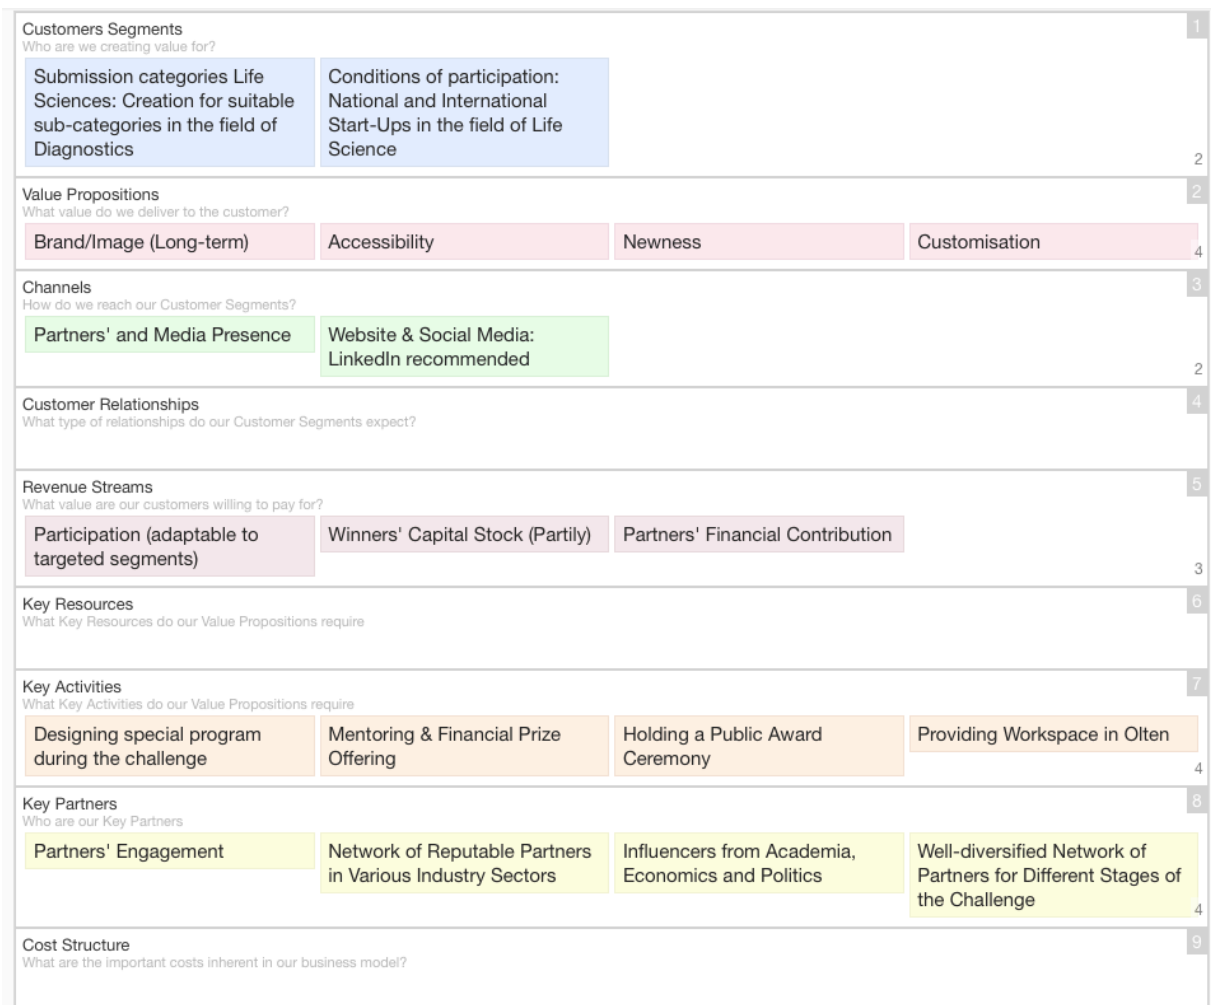 Customers Segments
1
Who are we creating value for?
Submission categories Life
Sciences: Creation for suitable
sub-categories in the field of
Diagnostics
Conditions of participation:
National and International
Start-Ups in the field of Life
Science
2
Value Propositions
2
What value do we deliver to the customer?
Brand/Image (Long-term)
Accessibility
Newness
Customisation
4
Channels
3
How do we reach our Customer Segments?
Partners' and Media Presence
Website & Social Media:
LinkedIn recommended
2
Customer Relationships
4
What type of relationships do our Customer Segments expect?
Revenue Streams
5
What value are our customers willing to pay for?
Participation (adaptable to
targeted segments)
Winners' Capital Stock (Partily)
Partners' Financial Contribution
3
Key Resources
6
What Key Resources do our Value Propositions require
Key Activities
7
What Key Activities do our Value Propositions require
Designing special program
during the challenge
Mentoring & Financial Prize
Offering
Holding a Public Award
Ceremony
Providing Workspace in Olten
4
Key Partners
8
Who are our Key Partners
Partners' Engagement
Network of Reputable Partners
in Various Industry Sectors
Influencers from Academia,
Economics and Politics
Well-diversified Network of
Partners for Different Stages of
the Challenge
4
Cost Structure
9
What are the important costs inherent in our business model?